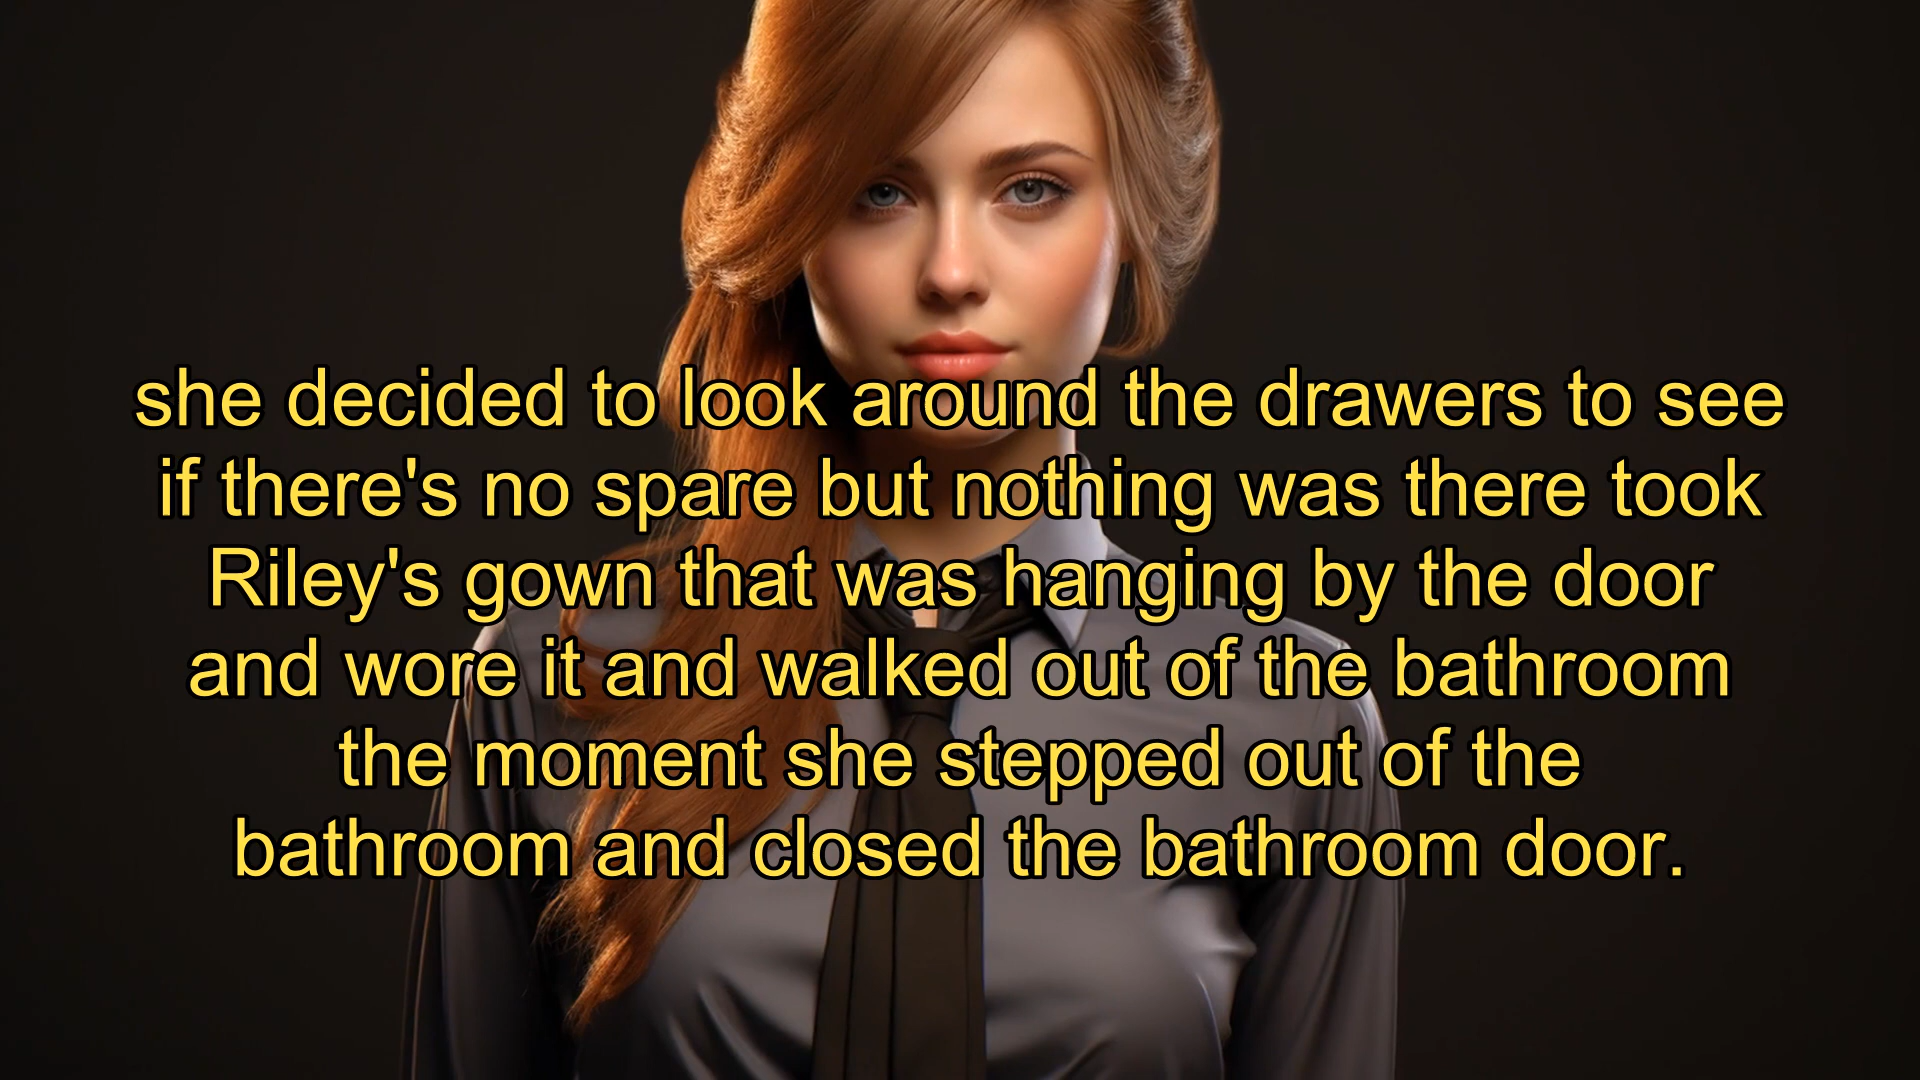 she decided to look around the drawers to see
if there's no spare but nothing was there took
Riley's gown that was hanging by the door
and wore it and walked out of the bathroom
the moment she stepped out of the
bathroom and closed the bathroom door.